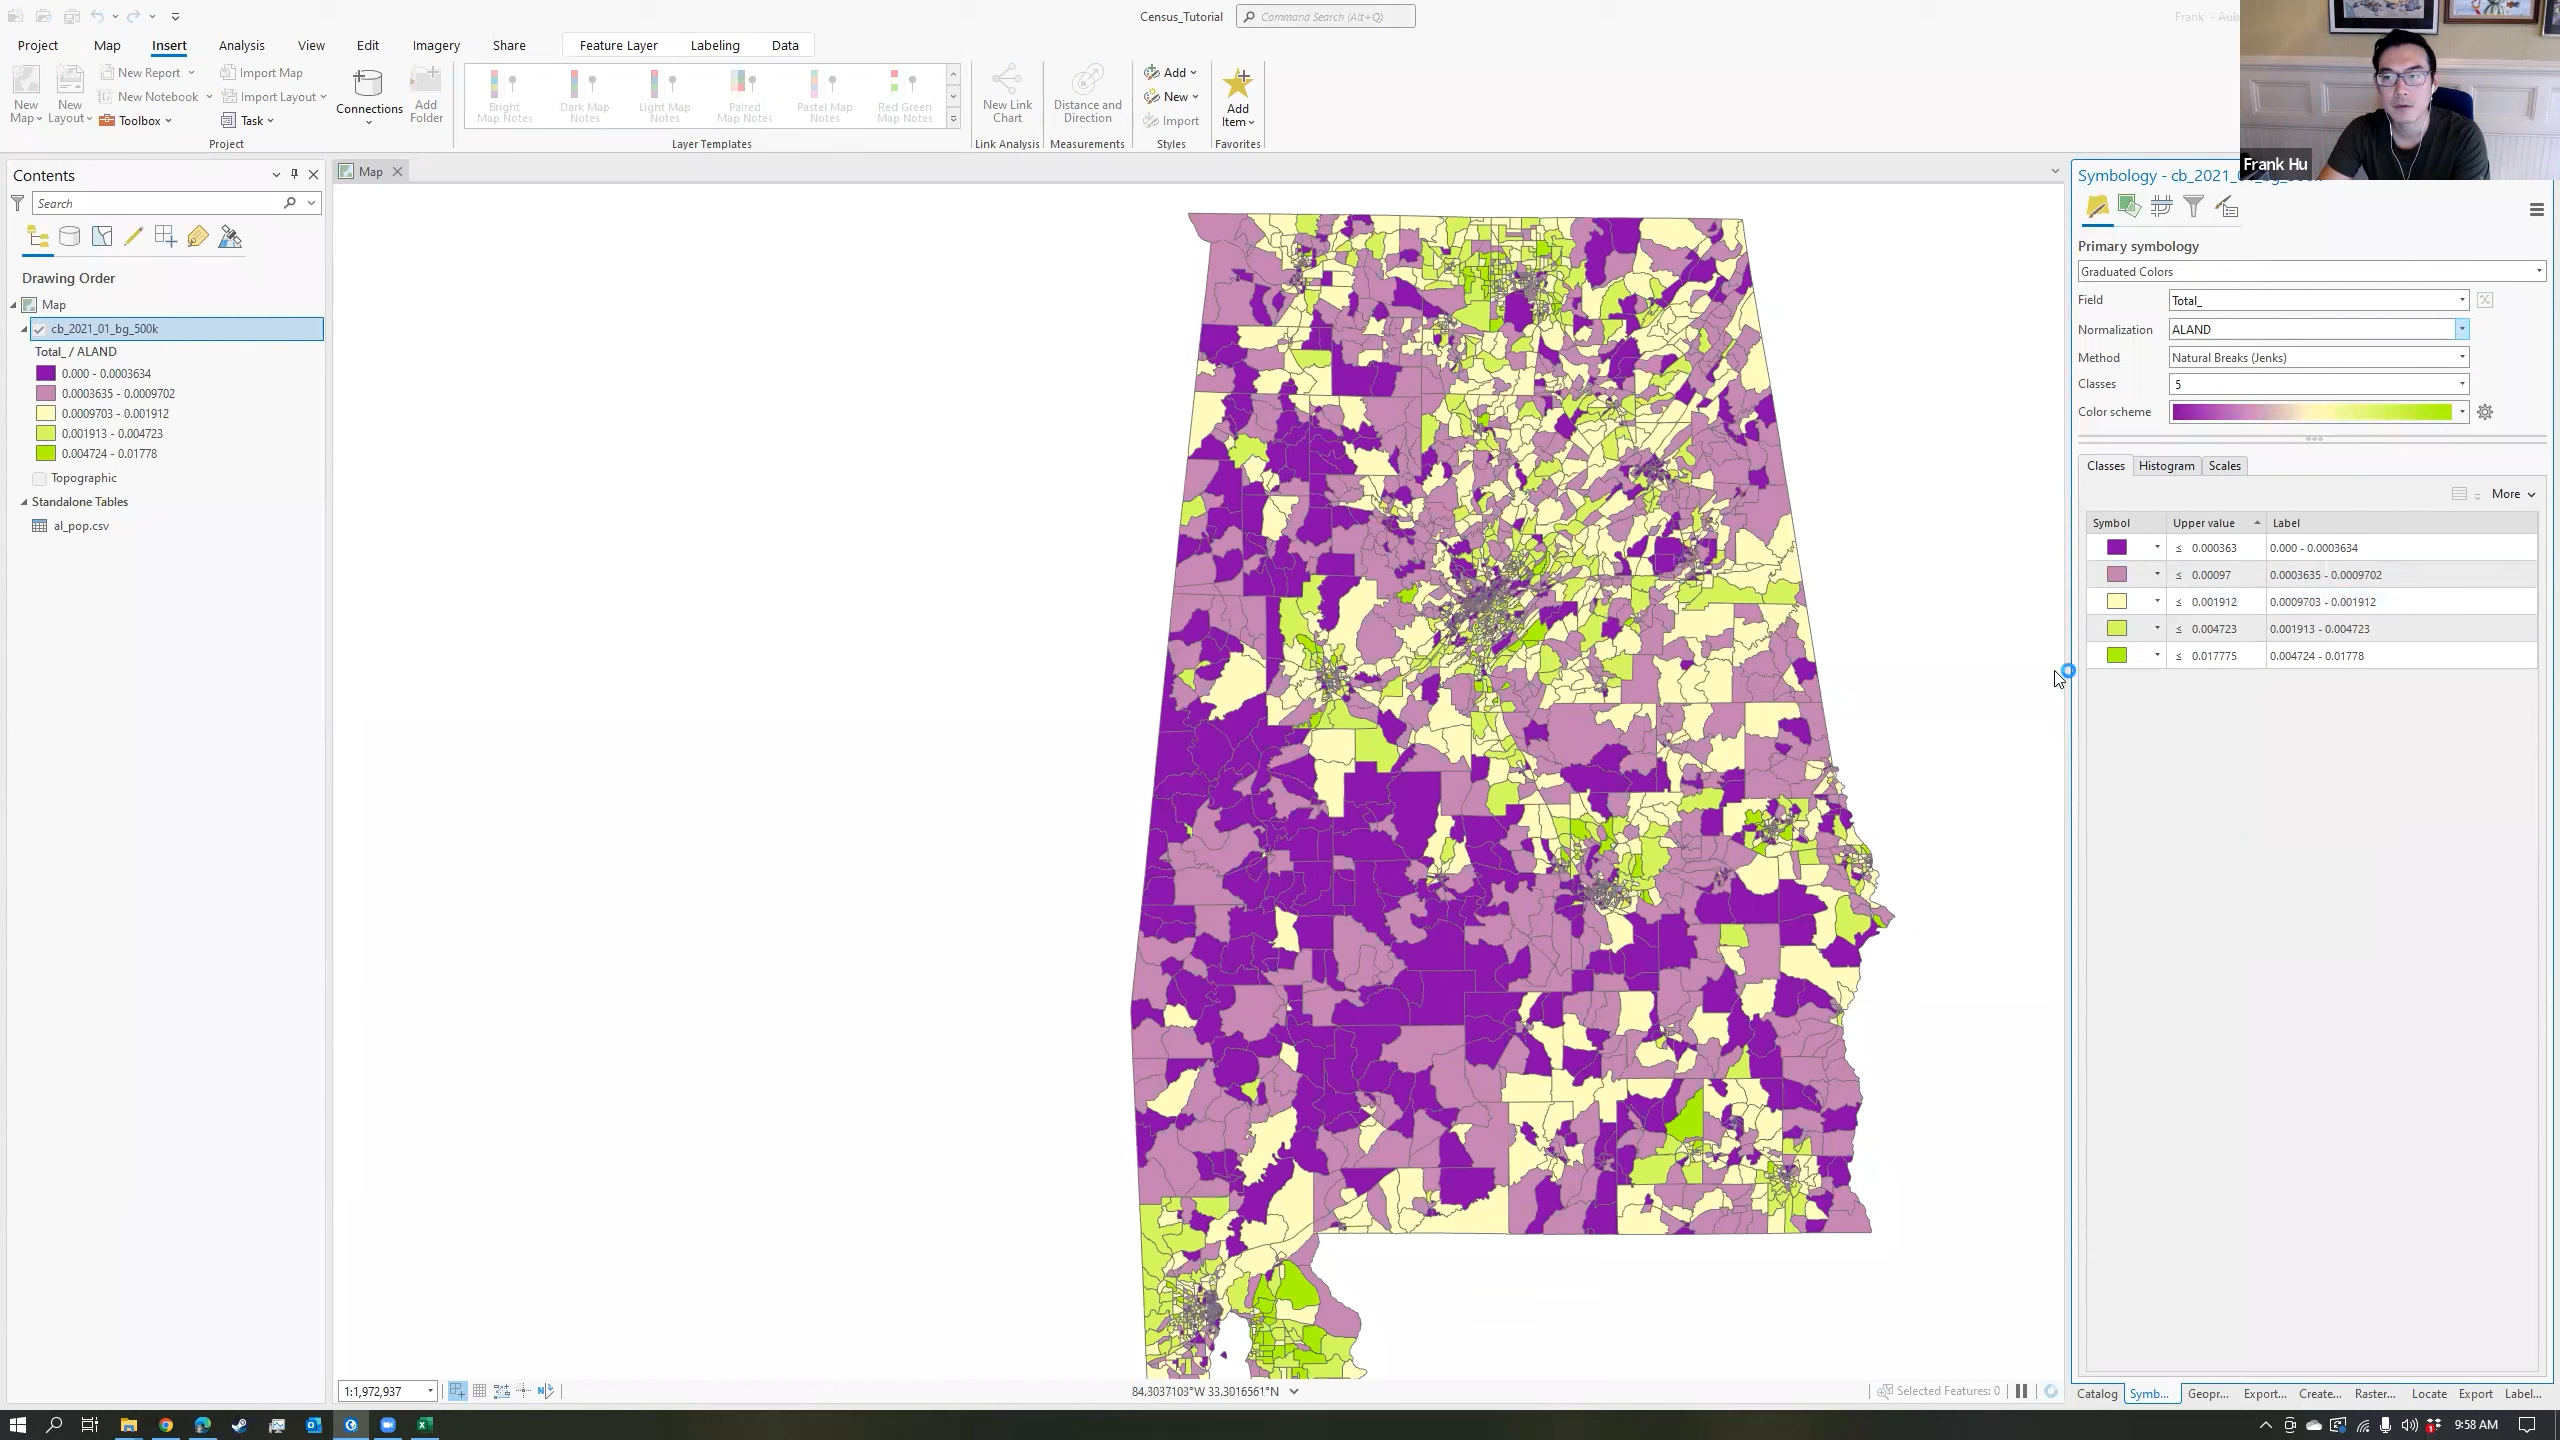 Census_Tutorial
Command Search (Alt+Q)
Frank - Aub
Project
Map
Insert
Analysis
View
Edit
Imagery
Share
Feature Layer
Labeling
Data
New Map
New Layout
New Report
New Notebook
Toolbox
Import Map
Import Layout
Task
Connections
Add Folder
Project
Bright Map Notes
Dark Map Notes
Light Map Notes
Paired Map Notes
Pastel Map Notes
Red Green Map Notes
Layer Templates
New Link Chart
Link Analysis
Distance and Direction
Measurements
Add
New
Import
Styles
Add Item
Favorites
Frank Hu
Contents
Search
Drawing Order
Map
cb_2021_01_bg_500k
Total_ / ALAND
0.000 - 0.0003634
0.0003635 - 0.0009702
0.0009703 - 0.001912
0.001913 - 0.004723
0.004724 - 0.01778
Topographic
Standalone Tables
al_pop.csv
Map
1:1,972,937
84.3037103°W 33.3016561°N
Selected Features: 0
Symbology - cb_2021_
Primary symbology
Graduated Colors
Field Total_
Normalization ALAND
Method Natural Breaks (Jenks)
Classes 5
Color scheme
Classes Histogram Scales
More
Symbol Upper value Label
≤ 0.000363 0.000 - 0.0003634
≤ 0.00097 0.0003635 - 0.0009702
≤ 0.001912 0.0009703 - 0.001912
≤ 0.004723 0.001913 - 0.004723
≤ 0.017775 0.004724 - 0.01778
Catalog Symb... Geopr... Export... Create... Raster... Locate Export Label...
9:58 AM